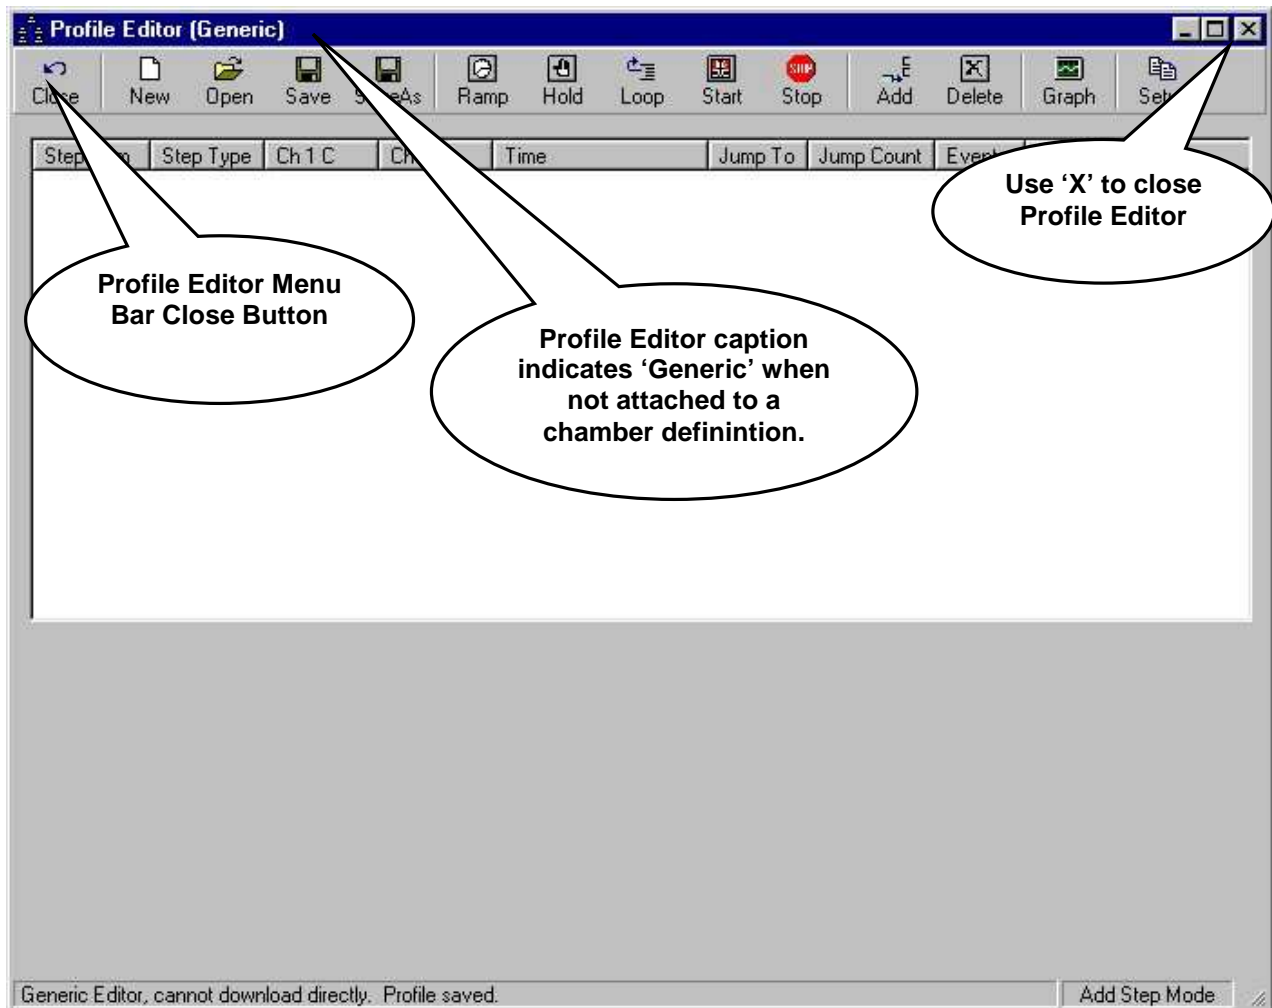 Profile Editor (Generic)
Close New Open Save Ramp Hold Loop Start Stop Add Delete Graph
Step Type Ch 1 C Time Jump To Jump Count
Use ‘X’ to close
Profile Editor
Profile Editor Menu
Bar Close Button
Profile Editor caption
indicates ‘Generic’ when
not attached to a
chamber definintion.
Generic Editor, cannot download directly. Profile saved. Add Step Mode